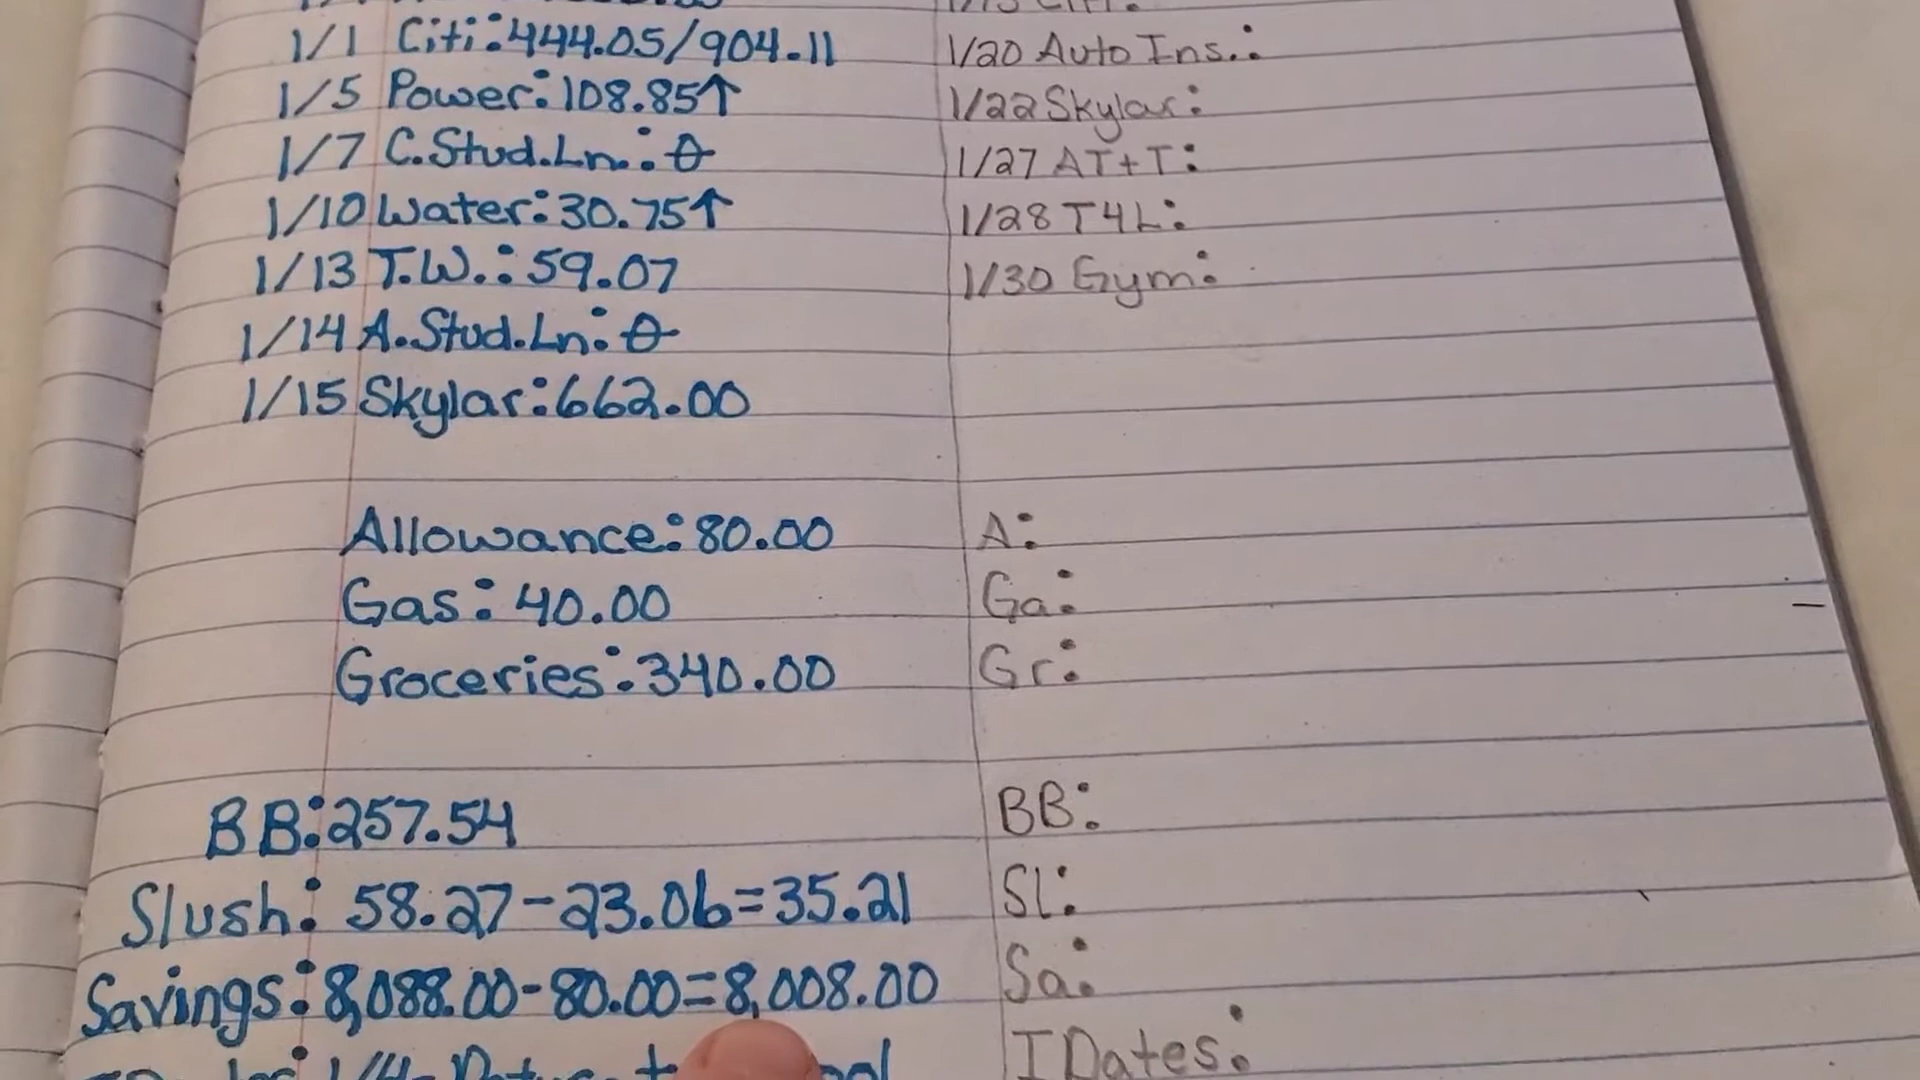 1/1 Citi:444.05/904.11
1/5 Power:108.85↑
1/7 C.Stud.Ln.:0
1/10 Water:30.75↑
1/13 T.W.:59.07
1/14 A.Stud.Ln:0
1/15 Skylar:662.00
Allowance:80.00
Gas:40.00
Groceries:340.00
BB:257.54
Slush: 58.27-23.06=35.21
Savings:8,088.00-80.00=8,008.00
1/20 Auto Ins.:
1/22 Skylar:
1/27 AT+T:
1/28 T4L:
1/30 Gym:
A:
Ga:
Gr:
BB:
Sl:
Sa:
I Dates: